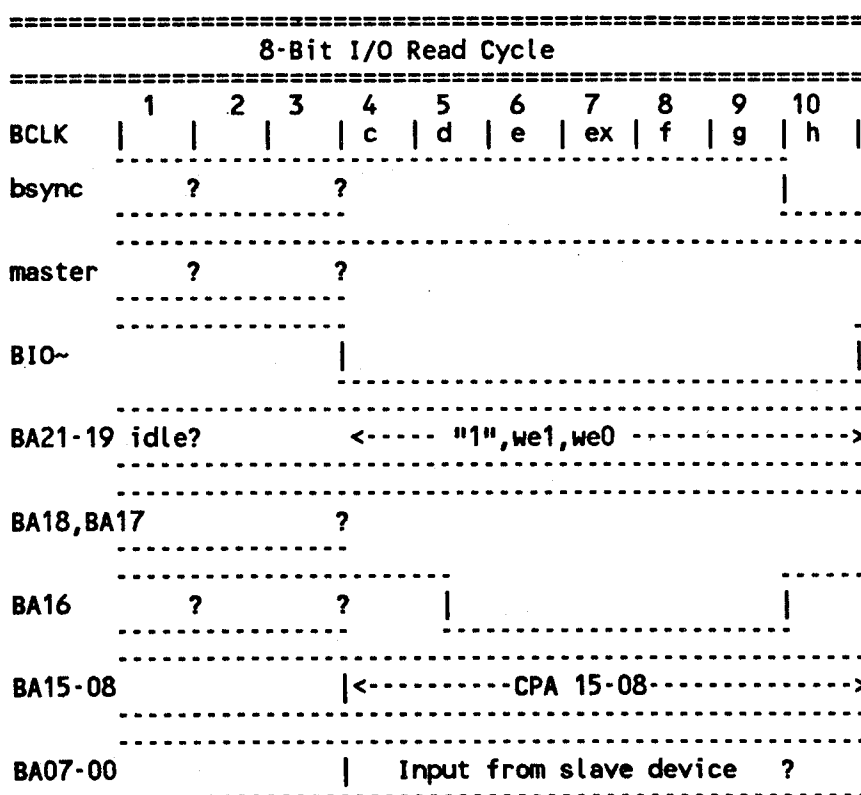 8-Bit I/O Read Cycle
1 2 3 4 5 6 7 8 9 10
BCLK | | | | c | d | e | ex | f | g | h |
bsync ? ? |
master ? ?
BIO~ | |
BA21-19 idle? <----- "1",we1,we0 ------------->
BA18,BA17 ?
BA16 ? ? | |
BA15-08 |<----------CPA 15-08-------------->
BA07-00 | Input from slave device ?